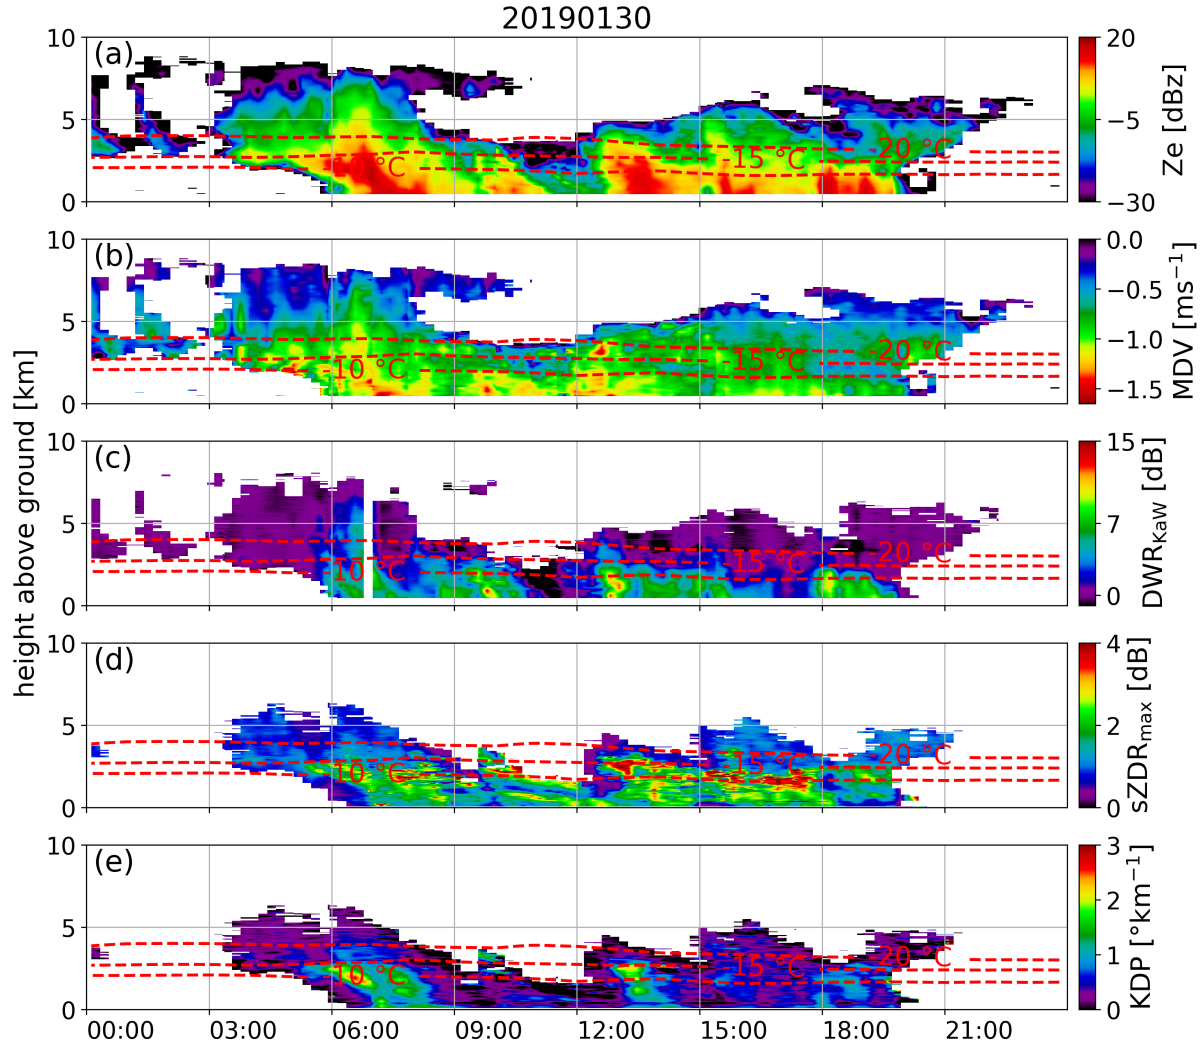 20190130
(a)
10
5
0
-10 °C
-15 °C
-20 °C
20
−5
−30
Ze [dBz]
(b)
10
5
0
-10 °C
-15 °C
-20 °C
0.0
−0.5
−1.0
−1.5
MDV [ms−1]
height above ground [km]
(c)
10
5
0
-10 °C
-15 °C
-20 °C
15
7
0
DWRKaW [dB]
(d)
10
5
0
-10 °C
-15 °C
-20 °C
4
2
0
sZDRmax [dB]
(e)
10
5
0
-10 °C
-15 °C
-20 °C
3
2
1
0
KDP [°km−1]
00:00 03:00 06:00 09:00 12:00 15:00 18:00 21:00